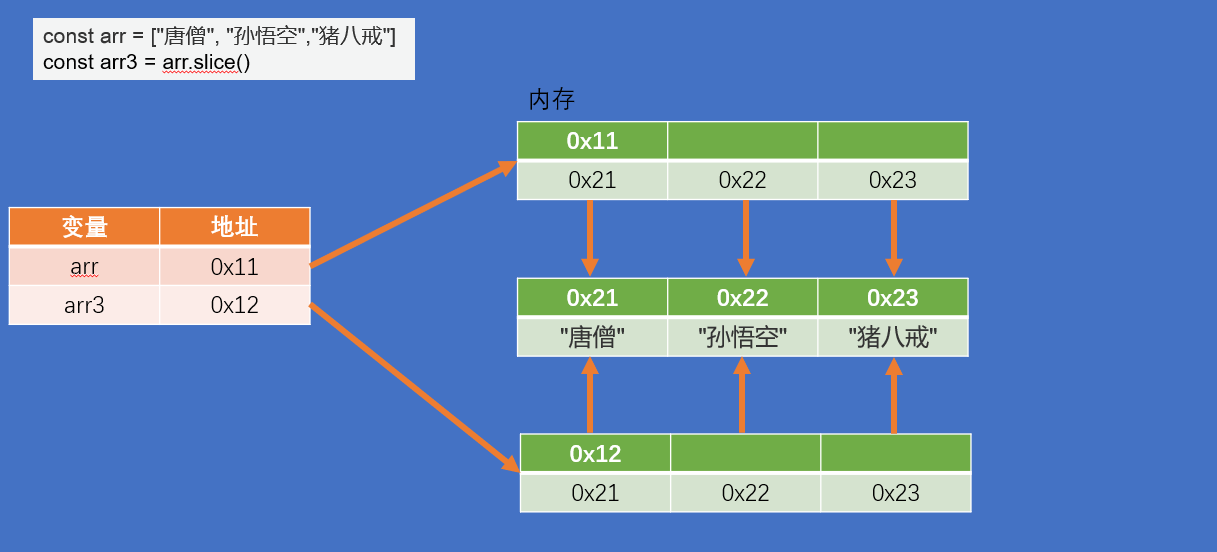 const arr = ["唐僧", "孙悟空","猪八戒"]
const arr3 = arr.slice()
内存
0x11
0x21 0x22 0x23
变量 地址
arr 0x11
arr3 0x12
0x21 0x22 0x23
"唐僧" "孙悟空" "猪八戒"
0x12
0x21 0x22 0x23